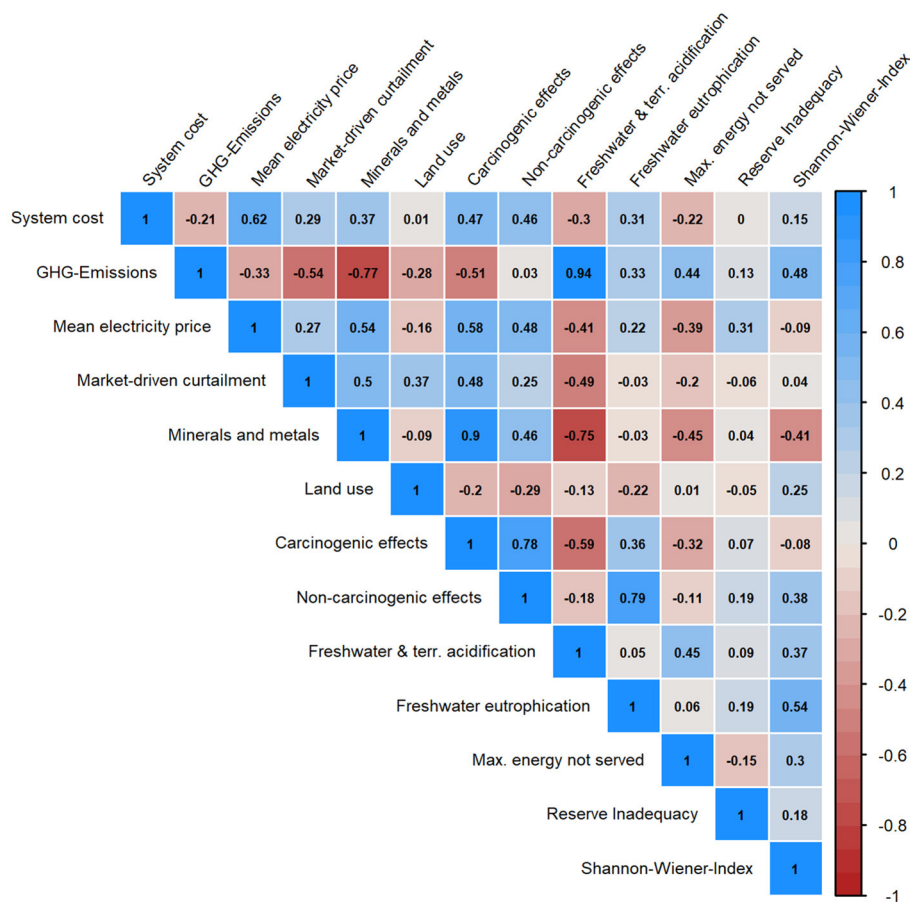 System cost
GHG-Emissions
Mean electricity price
Market-driven curtailment
Minerals and metals
Land use
Carcinogenic effects
Non-carcinogenic effects
Freshwater & terr. acidification
Freshwater eutrophication
Max. energy not served
Reserve Inadequacy
Shannon-Wiener-Index
System cost 1 -0.21 0.62 0.29 0.37 0.01 0.47 0.46 -0.3 0.31 -0.22 0 0.15
GHG-Emissions 1 -0.33 -0.54 -0.77 -0.28 -0.51 0.03 0.94 0.33 0.44 0.13 0.48
Mean electricity price 1 0.27 0.54 -0.16 0.58 0.48 -0.41 0.22 -0.39 0.31 -0.09
Market-driven curtailment 1 0.5 0.37 0.48 0.25 -0.49 -0.03 -0.2 -0.06 0.04
Minerals and metals 1 -0.09 0.9 0.46 -0.75 -0.03 -0.45 0.04 -0.41
Land use 1 -0.2 -0.29 -0.13 -0.22 0.01 -0.05 0.25
Carcinogenic effects 1 0.78 -0.59 0.36 -0.32 0.07 -0.08
Non-carcinogenic effects 1 -0.18 0.79 -0.11 0.19 0.38
Freshwater & terr. acidification 1 0.05 0.45 0.09 0.37
Freshwater eutrophication 1 0.06 0.19 0.54
Max. energy not served 1 -0.15 0.3
Reserve Inadequacy 1 0.18
Shannon-Wiener-Index 1
1
0.8
0.6
0.4
0.2
0
-0.2
-0.4
-0.6
-0.8
-1